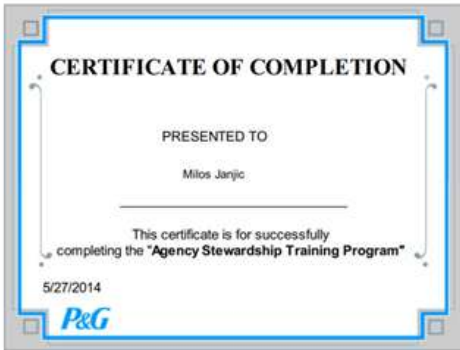 CERTIFICATE OF COMPLETION
PRESENTED TO
Milos Janjic
This certificate is for successfully
completing the "Agency Stewardship Training Program"
5/27/2014
P&G